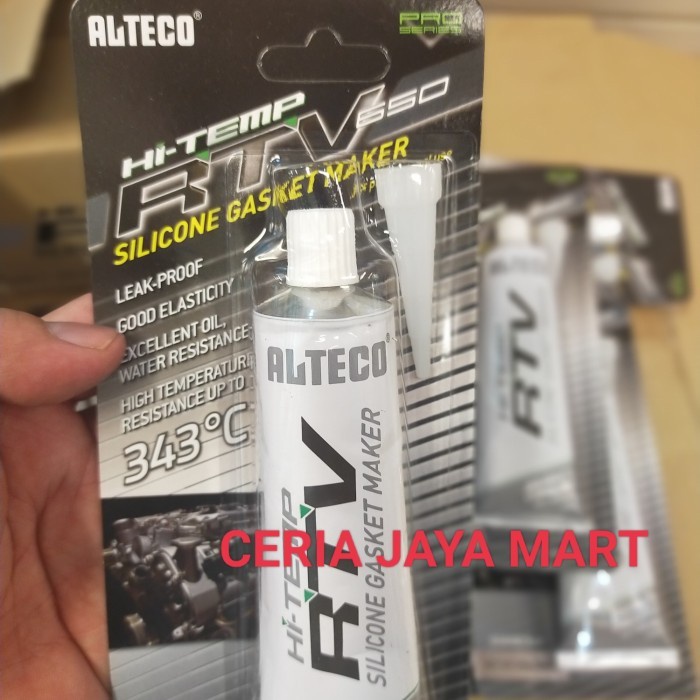 ALTECO®
PRO
SERIES
Hi-TEMP
RTV 650
SILICONE GASKET MAKER
LEAK-PROOF
GOOD ELASTICITY
EXCELLENT OIL,
WATER RESISTANCE
HIGH TEMPERATURE
RESISTANCE UP TO
343°C
ALTECO
Hi-TEMP
RTV
SILICONE GASKET MAKER
CERIA JAYA MART
RTV